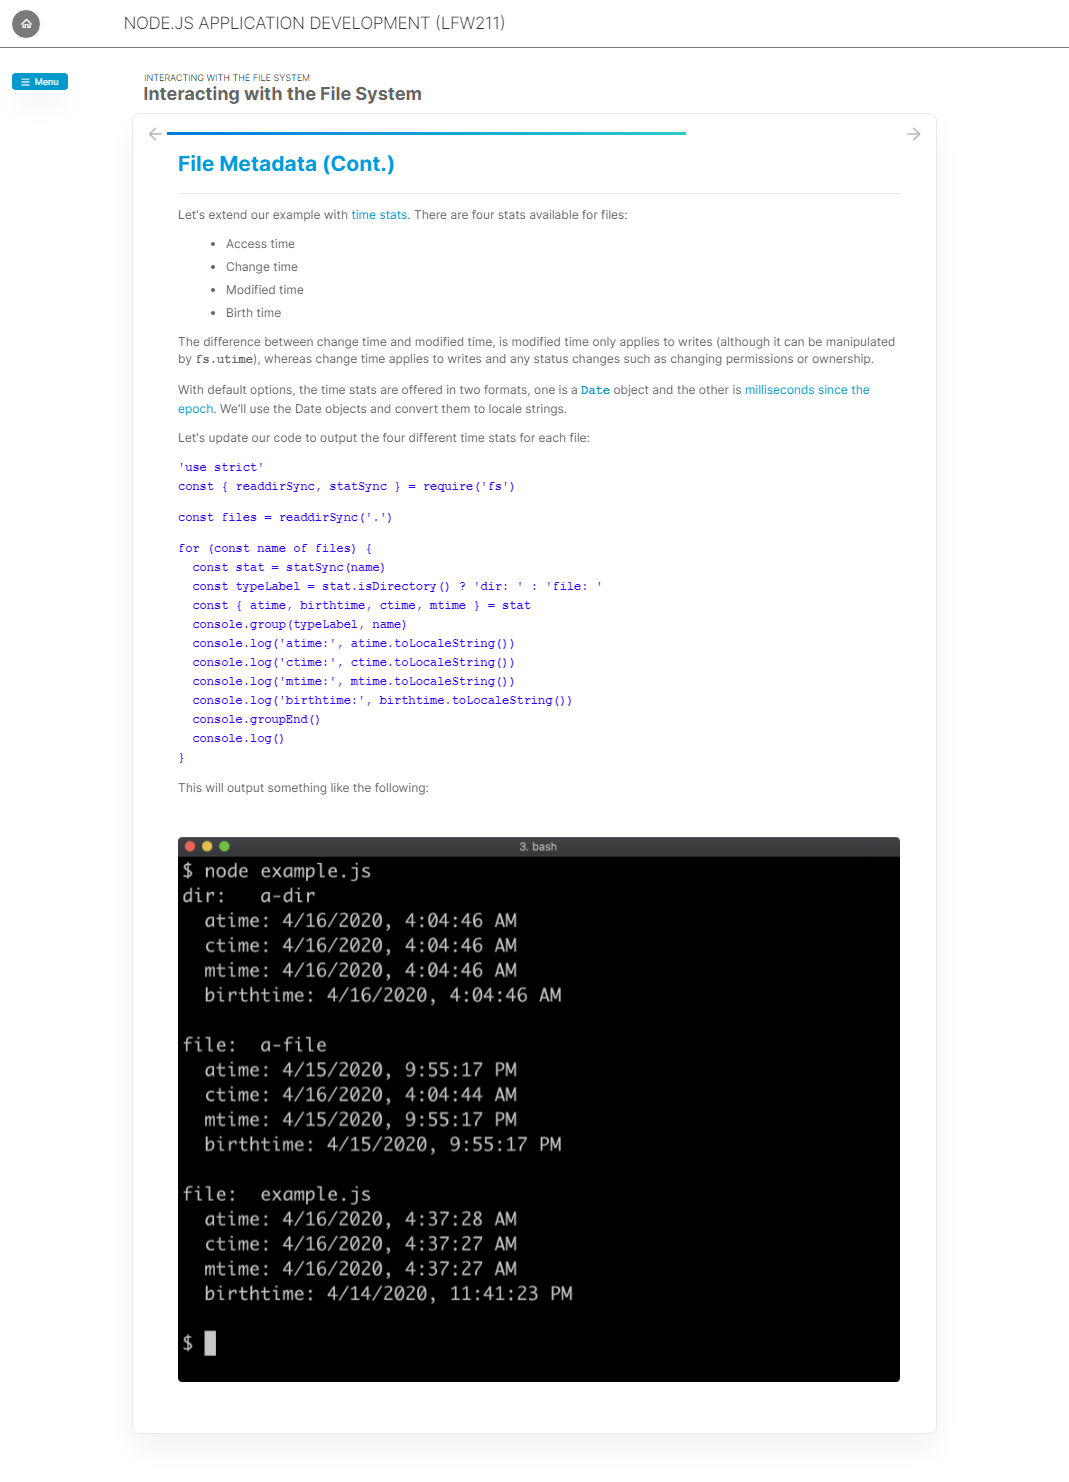 NODE.JS APPLICATION DEVELOPMENT (LFW211)
Menu
INTERACTING WITH THE FILE SYSTEM
Interacting with the File System
File Metadata (Cont.)
Let's extend our example with time stats. There are four stats available for files:
• Access time
• Change time
• Modified time
• Birth time
The difference between change time and modified time, is modified time only applies to writes (although it can be manipulated
by fs.utime), whereas change time applies to writes and any status changes such as changing permissions or ownership.
With default options, the time stats are offered in two formats, one is a Date object and the other is milliseconds since the
epoch. We'll use the Date objects and convert them to locale strings.
Let's update our code to output the four different time stats for each file:
'use strict'
const { readdirSync, statSync } = require('fs')
const files = readdirSync('.')
for (const name of files) {
  const stat = statSync(name)
  const typeLabel = stat.isDirectory() ? 'dir: ' : 'file: '
  const { atime, birthtime, ctime, mtime } = stat
  console.group(typeLabel, name)
  console.log('atime:', atime.toLocaleString())
  console.log('ctime:', ctime.toLocaleString())
  console.log('mtime:', mtime.toLocaleString())
  console.log('birthtime:', birthtime.toLocaleString())
  console.groupEnd()
  console.log()
}
This will output something like the following:
3. bash
$ node example.js
dir:   a-dir
  atime: 4/16/2020, 4:04:46 AM
  ctime: 4/16/2020, 4:04:46 AM
  mtime: 4/16/2020, 4:04:46 AM
  birthtime: 4/16/2020, 4:04:46 AM
file:  a-file
  atime: 4/15/2020, 9:55:17 PM
  ctime: 4/16/2020, 4:04:44 AM
  mtime: 4/15/2020, 9:55:17 PM
  birthtime: 4/15/2020, 9:55:17 PM
file:  example.js
  atime: 4/16/2020, 4:37:28 AM
  ctime: 4/16/2020, 4:37:27 AM
  mtime: 4/16/2020, 4:37:27 AM
  birthtime: 4/14/2020, 11:41:23 PM
$